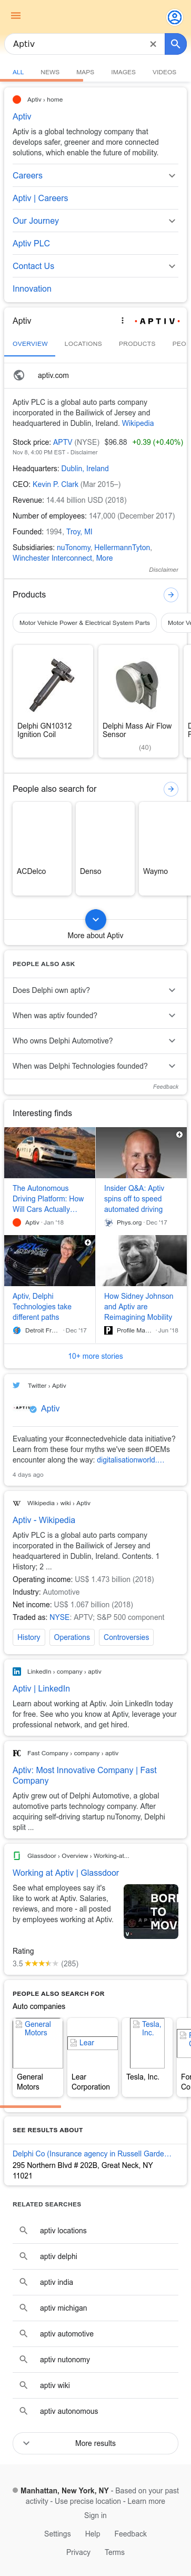 Aptiv
ALL NEWS MAPS IMAGES VIDEOS
Aptiv › home
Aptiv
Aptiv is a global technology company that
develops safer, greener and more connected
solutions, which enable the future of mobility.
Careers
Aptiv | Careers
Our Journey
Aptiv PLC
Contact Us
Innovation
Aptiv
• APTIV •
OVERVIEW LOCATIONS PRODUCTS PEO
aptiv.com
Aptiv PLC is a global auto parts company
incorporated in the Bailiwick of Jersey and
headquartered in Dublin, Ireland. Wikipedia
Stock price: APTV (NYSE) $96.88 +0.39 (+0.40%)
Nov 8, 4:00 PM EST - Disclaimer
Headquarters: Dublin, Ireland
CEO: Kevin P. Clark (Mar 2015–)
Revenue: 14.44 billion USD (2018)
Number of employees: 147,000 (December 2017)
Founded: 1994, Troy, MI
Subsidiaries: nuTonomy, HellermannTyton,
Winchester Interconnect, More
Disclaimer
Products
Motor Vehicle Power & Electrical System Parts
Motor Ve
Delphi GN10312
Ignition Coil
Delphi Mass Air Flow
Sensor
(40)
People also search for
ACDelco
Denso
Waymo
More about Aptiv
PEOPLE ALSO ASK
Does Delphi own aptiv?
When was aptiv founded?
Who owns Delphi Automotive?
When was Delphi Technologies founded?
Feedback
Interesting finds
The Autonomous
Driving Platform: How
Will Cars Actually…
Aptiv · Jan '18
Insider Q&A: Aptiv
spins off to speed
automated driving
Phys.org · Dec '17
Aptiv, Delphi
Technologies take
different paths
Detroit Fr… · Dec '17
How Sidney Johnson
and Aptiv are
Reimagining Mobility
Profile Ma… · Jun '18
10+ more stories
Twitter › Aptiv
Aptiv
Evaluating your #connectedvehicle data initiative?
Learn from these four myths we've seen #OEMs
encounter along the way: digitalisationworld.…
4 days ago
Wikipedia › wiki › Aptiv
Aptiv - Wikipedia
Aptiv PLC is a global auto parts company
incorporated in the Bailiwick of Jersey and
headquartered in Dublin, Ireland. Contents. 1
History; 2 ...
Operating income: US$ 1.473 billion (2018)
Industry: Automotive
Net income: US$ 1.067 billion (2018)
Traded as: NYSE: APTV; S&P 500 component
History Operations Controversies
LinkedIn › company › aptiv
Aptiv | LinkedIn
Learn about working at Aptiv. Join LinkedIn today
for free. See who you know at Aptiv, leverage your
professional network, and get hired.
Fast Company › company › aptiv
Aptiv: Most Innovative Company | Fast
Company
Aptiv grew out of Delphi Automotive, a global
automotive parts technology company. After
acquiring self-driving startup nuTonomy, Delphi
split ...
Glassdoor › Overview › Working-at...
Working at Aptiv | Glassdoor
See what employees say it's
like to work at Aptiv. Salaries,
reviews, and more - all posted
by employees working at Aptiv.
BORN
TO
MOV
Rating
3.5 (285)
PEOPLE ALSO SEARCH FOR
Auto companies
General
Motors
Lear
Tesla,
Inc.
General
Motors
Lear
Corporation
Tesla, Inc.
SEE RESULTS ABOUT
Delphi Co (Insurance agency in Russell Garde…
295 Northern Blvd # 202B, Great Neck, NY
11021
RELATED SEARCHES
aptiv locations
aptiv delphi
aptiv india
aptiv michigan
aptiv automotive
aptiv nutonomy
aptiv wiki
aptiv autonomous
More results
Manhattan, New York, NY - Based on your past
activity - Use precise location - Learn more
Sign in
Settings Help Feedback
Privacy Terms